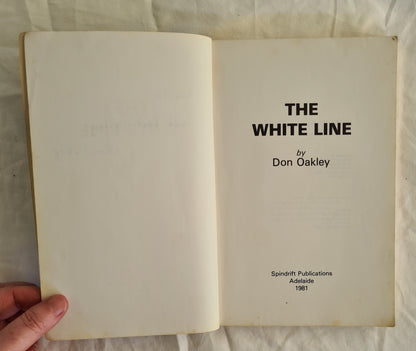 THE
WHITE LINE
by
Don Oakley
Spindrift Publications
Adelaide
1981